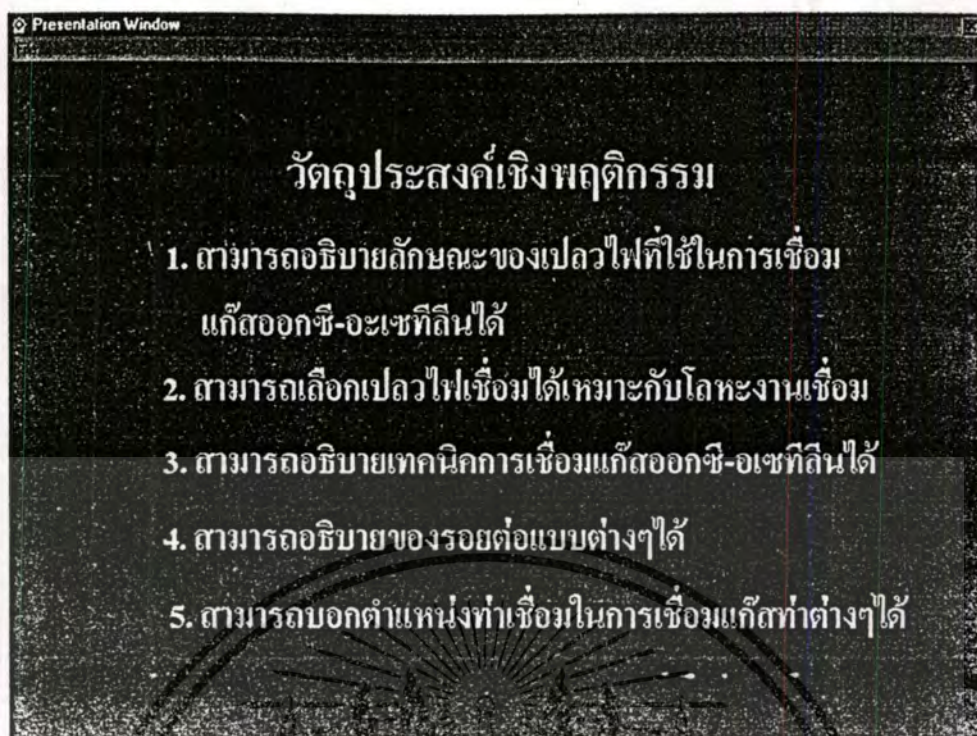 Presentation Window
วัตถุประสงค์เชิงพฤติกรรม
1. สามารถอธิบายลักษณะของเปลวไฟที่ใช้ในการเชื่อม
แก๊สออกซี-อะเซทีลีนได้
2. สามารถเลือกเปลวไฟเชื่อมได้เหมาะกับโลหะงานเชื่อม
3. สามารถอธิบายเทคนิคการเชื่อมแก๊สออกซี-อเซทีลีนได้
4. สามารถอธิบายของรอยต่อแบบต่างๆได้
5. สามารถบอกตำแหน่งท่าเชื่อมในการเชื่อมแก๊สท่าต่างๆได้